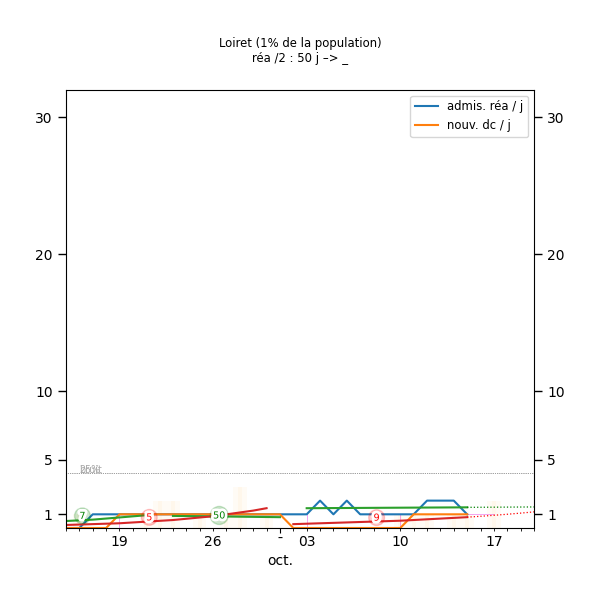 Loiret (1% de la population)
réa /2 : 50 j –> _
admis. réa / j
nouv. dc / j
30 30
20 20
10 10
5 5
1 1
7 5 50 9
19 26 - 03 10 17
oct.